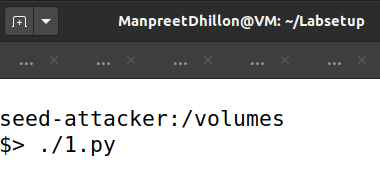 ManpreetDhillon@VM: ~/Labsetup
... × ... × ... × ... × ... ×
seed-attacker:/volumes
$> ./1.py